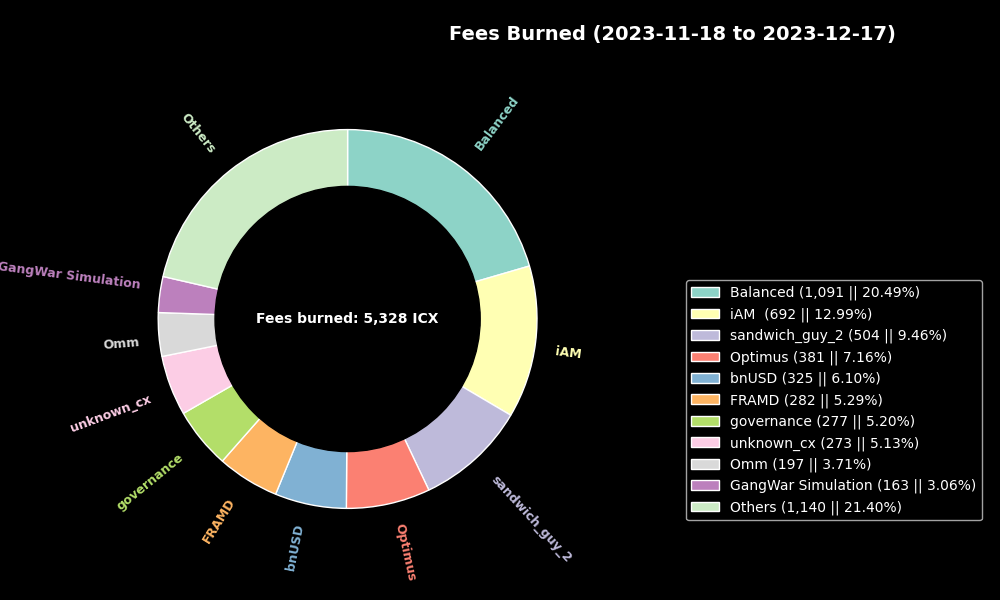 Fees Burned (2023-11-18 to 2023-12-17)
Balanced
Others
GangWar Simulation
Fees burned: 5,328 ICX
Omm
iAM
unknown_cx
governance
sandwich_guy_2
FRAMD
bnUSD
Optimus
Balanced (1,091 || 20.49%)
iAM  (692 || 12.99%)
sandwich_guy_2 (504 || 9.46%)
Optimus (381 || 7.16%)
bnUSD (325 || 6.10%)
FRAMD (282 || 5.29%)
governance (277 || 5.20%)
unknown_cx (273 || 5.13%)
Omm (197 || 3.71%)
GangWar Simulation (163 || 3.06%)
Others (1,140 || 21.40%)